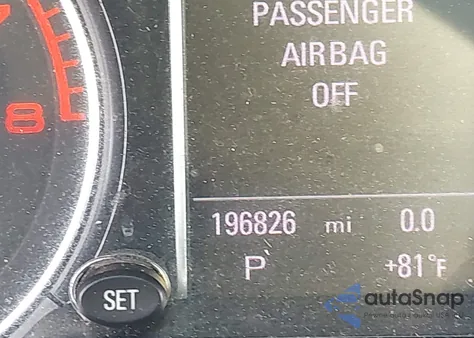 PASSENGER
AIRBAG
OFF
8
196826 mi 0.0
P +81°F
SET
autoSnap